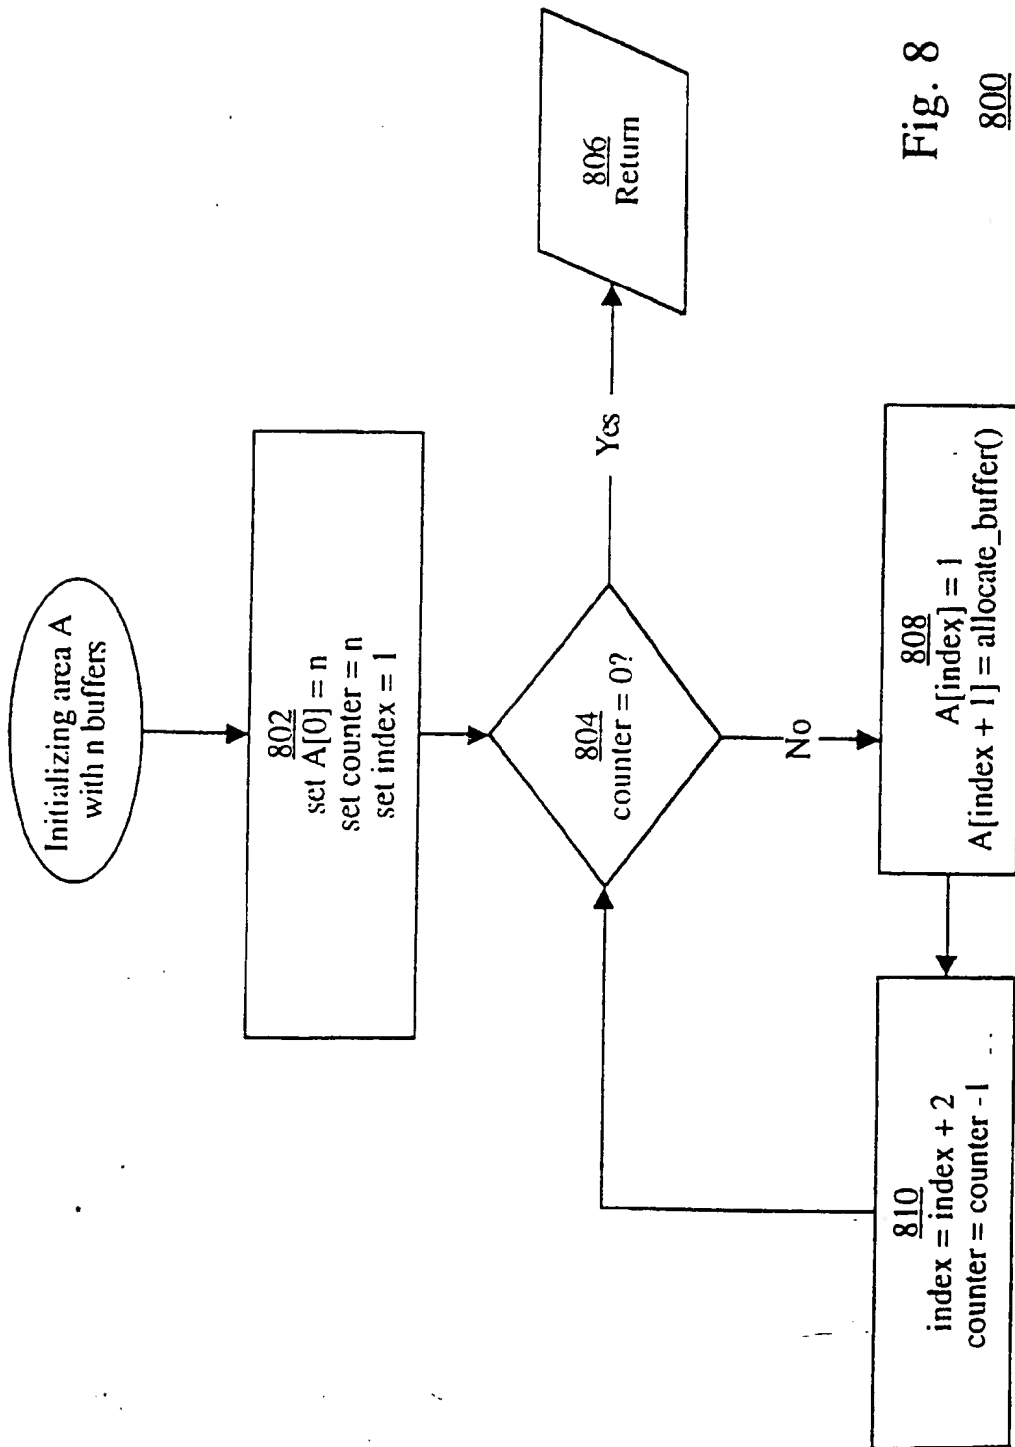 Initializing area A
with n buffers
802
set A[0] = n
set counter = n
set index = 1
804
counter = 0?
Yes
806
Return
No
808
A[index] = 1
A[index + 1] = allocate_buffer()
810
index = index + 2
counter = counter - 1
Fig. 8
800